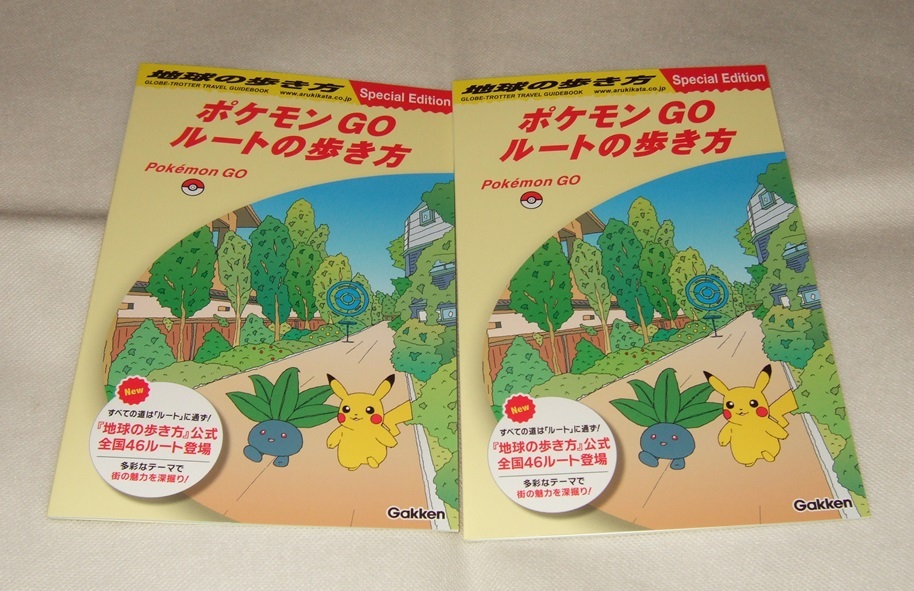 地球の歩き方
GLOBE-TROTTER TRAVEL GUIDEBOOK
www.arukikata.co.jp
Special Edition
ポケモン GO
ルートの歩き方
Pokémon GO
New
すべての道は「ルート」に通ず!
『地球の歩き方』公式
全国46ルート登場
多彩なテーマで
街の魅力を深掘り!
Gakken
地球の歩き方
GLOBE-TROTTER TRAVEL GUIDEBOOK
www.arukikata.co.jp
Special Edition
ポケモン GO
ルートの歩き方
Pokémon GO
New
すべての道は「ルート」に通ず!
『地球の歩き方』公式
全国46ルート登場
多彩なテーマで
街の魅力を深掘り!
Gakken